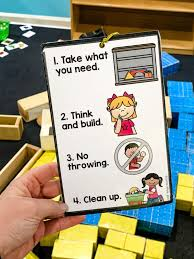 1. Take what
you need.
2. Think
and build.
3. No
throwing.
4. Clean up.